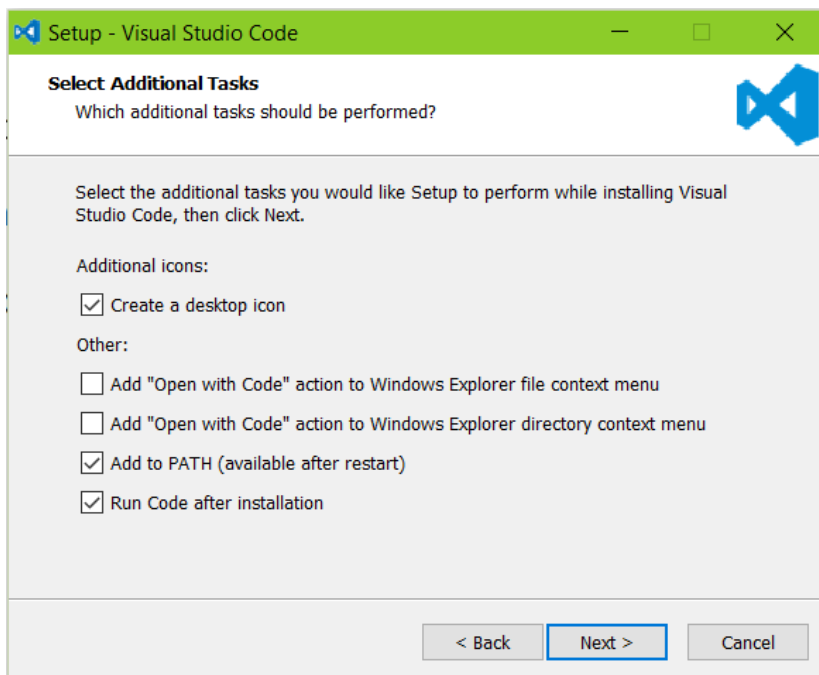 Setup - Visual Studio Code
Select Additional Tasks
Which additional tasks should be performed?
Select the additional tasks you would like Setup to perform while installing Visual
Studio Code, then click Next.
Additional icons:
Create a desktop icon
Other:
Add "Open with Code" action to Windows Explorer file context menu
Add "Open with Code" action to Windows Explorer directory context menu
Add to PATH (available after restart)
Run Code after installation
< Back Next > Cancel